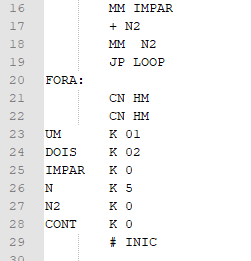 16 MM IMPAR
17 + N2
18 MM N2
19 JP LOOP
20 FORA:
21 CN HM
22 CN HM
23 UM K 01
24 DOIS K 02
25 IMPAR K 0
26 N K 5
27 N2 K 0
28 CONT K 0
29 # INIC